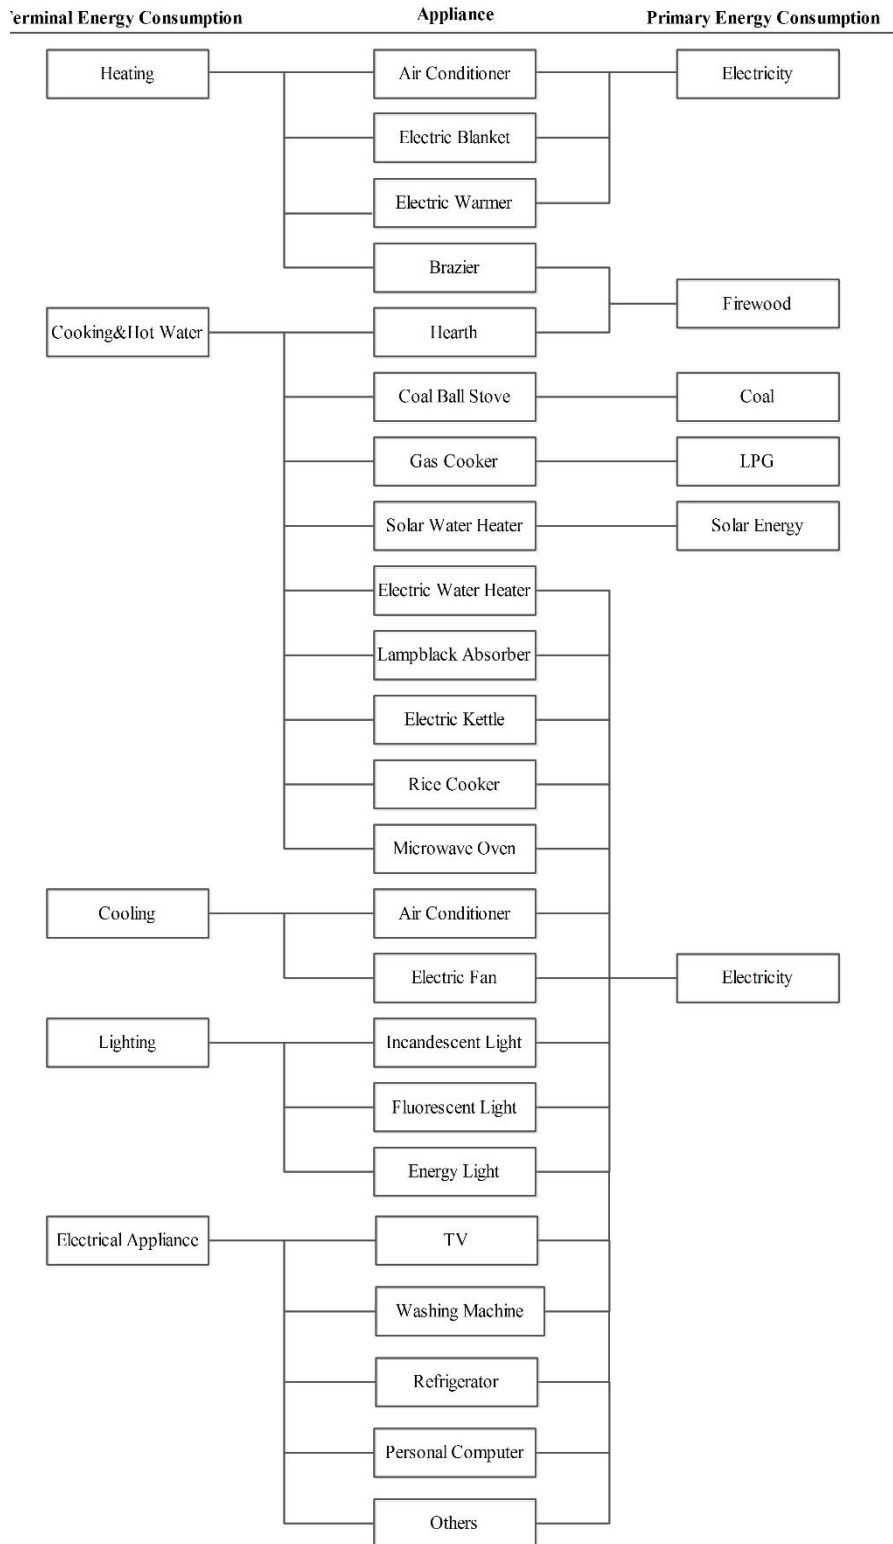 Terminal Energy Consumption Appliance Primary Energy Consumption
Heating Air Conditioner Electricity
Electric Blanket
Electric Warmer
Brazier
Firewood
Cooking&Hot Water Hearth
Coal Ball Stove Coal
Gas Cooker LPG
Solar Water Heater Solar Energy
Electric Water Heater
Lampblack Absorber
Electric Kettle
Rice Cooker
Microwave Oven
Cooling Air Conditioner
Electric Fan Electricity
Lighting Incandescent Light
Fluorescent Light
Energy Light
Electrical Appliance TV
Washing Machine
Refrigerator
Personal Computer
Others